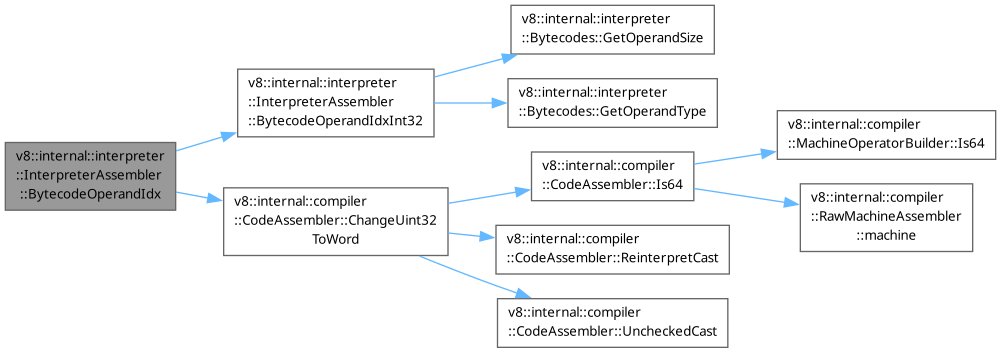 v8::internal::interpreter
::InterpreterAssembler
::BytecodeOperandIdx
v8::internal::interpreter
::InterpreterAssembler
::BytecodeOperandIdxInt32
v8::internal::interpreter
::Bytecodes::GetOperandSize
v8::internal::interpreter
::Bytecodes::GetOperandType
v8::internal::compiler
::CodeAssembler::ChangeUint32
ToWord
v8::internal::compiler
::CodeAssembler::Is64
v8::internal::compiler
::MachineOperatorBuilder::Is64
v8::internal::compiler
::RawMachineAssembler
::machine
v8::internal::compiler
::CodeAssembler::ReinterpretCast
v8::internal::compiler
::CodeAssembler::UncheckedCast